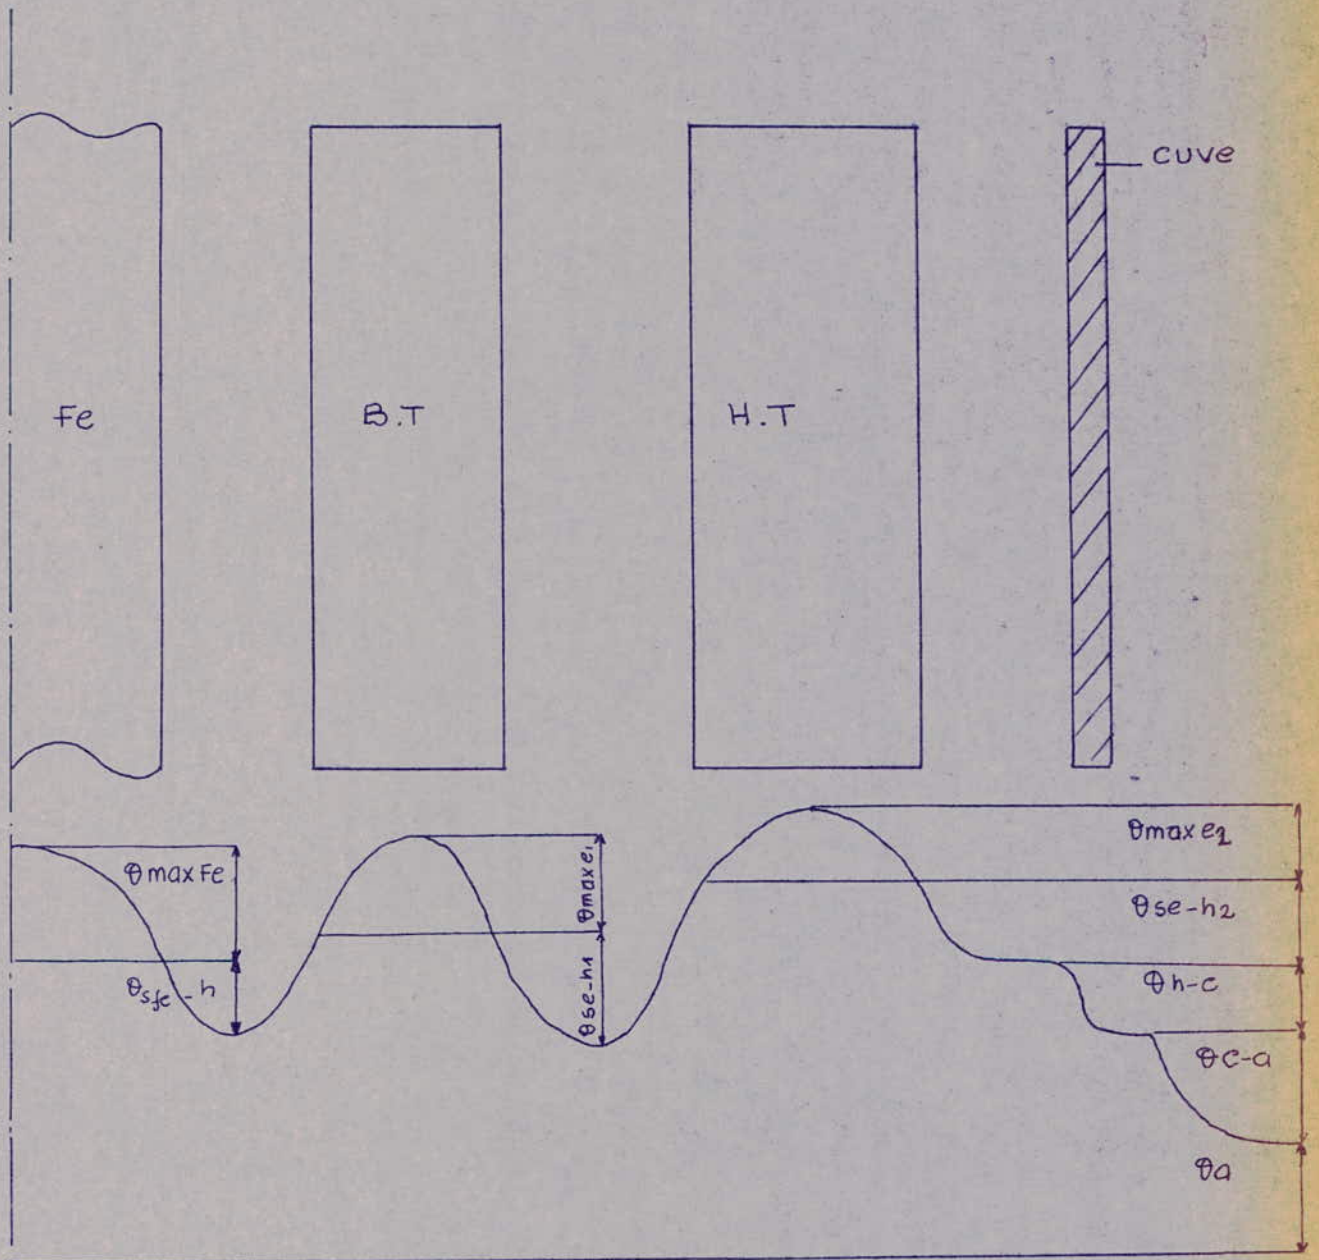 cuve
Fe
B.T
H.T
θmax Fe
θsfe-h
θmax e1
θse-h1
θmax e2
θse-h2
θh-c
θc-a
θa